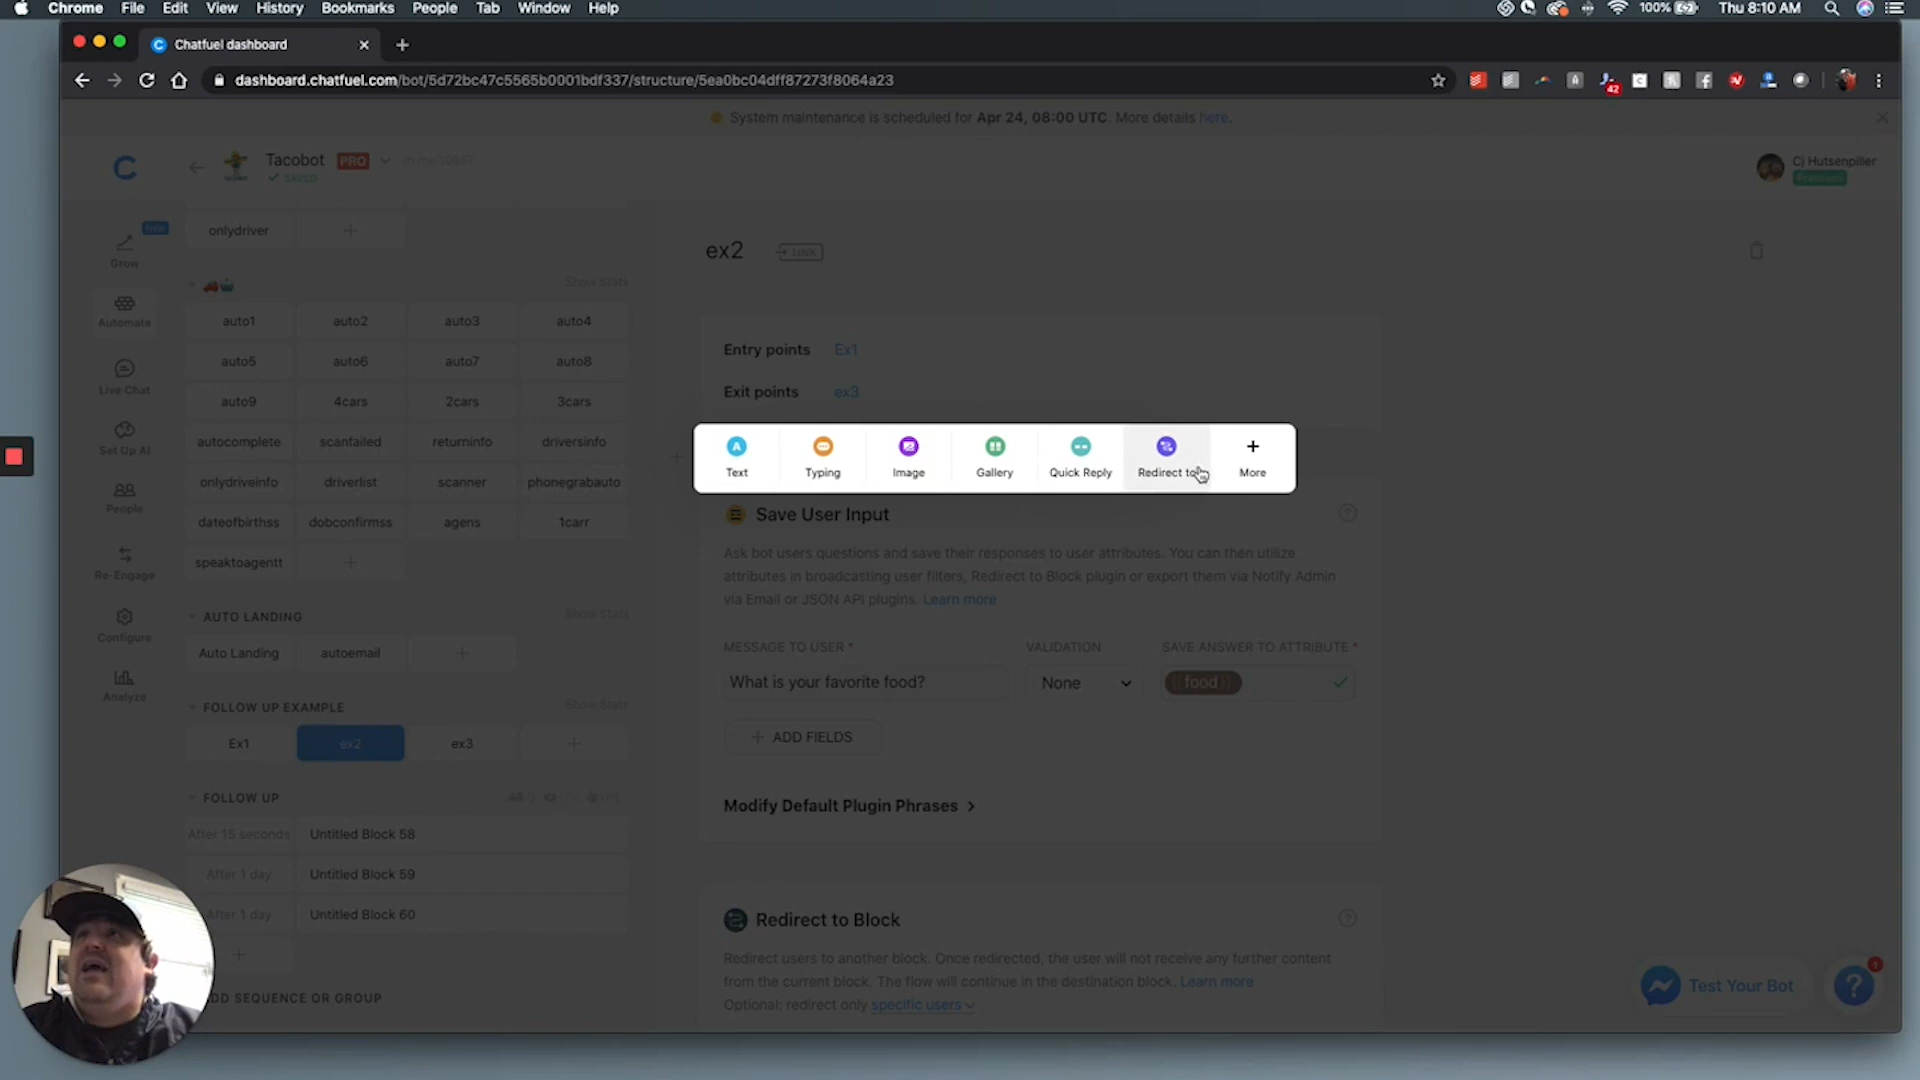 Chrome File Edit View History Bookmarks People Tab Window Help
100% Thu 8:10 AM
Chatfuel dashboard
dashboard.chatfuel.com/bot/5d72bc47c5565b0001bdf337/structure/5ea0bc04dff87273f8064a23
42
System maintenance is scheduled for Apr 24, 08:00 UTC. More details here.
Tacobot PRO
SAVED
Cj Hutsenpiller
Premium
New
Grow
Automate
Live Chat
Set Up AI
People
Re-Engage
Configure
Analyze
onlydriver
Show Stats
auto1 auto2 auto3 auto4
auto5 auto6 auto7 auto8
auto9 4cars 2cars 3cars
autocomplete scanfailed returninfo driversinfo
onlydriveinfo driverlist scanner phonegrabauto
dateofbirthss dobconfirmss agens 1carr
speaktoagentt
AUTO LANDING Show Stats
Auto Landing autoemail
FOLLOW UP EXAMPLE Show Stats
Ex1 ex2 ex3
FOLLOW UP
After 15 seconds Untitled Block 58
After 1 day Untitled Block 59
After 1 day Untitled Block 60
ADD SEQUENCE OR GROUP
ex2 LINK
Entry points Ex1
Exit points ex3
Text Typing Image Gallery Quick Reply Redirect to More
Save User Input
Ask bot users questions and save their responses to user attributes. You can then utilize
attributes in broadcasting user filters, Redirect to Block plugin or export them via Notify Admin
via Email or JSON API plugins. Learn more
MESSAGE TO USER * VALIDATION SAVE ANSWER TO ATTRIBUTE *
What is your favorite food? None {{food}}
+ ADD FIELDS
Modify Default Plugin Phrases >
Redirect to Block
Redirect users to another block. Once redirected, the user will not receive any further content
from the current block. The flow will continue in the destination block. Learn more
Optional: redirect only specific users
Test Your Bot
1